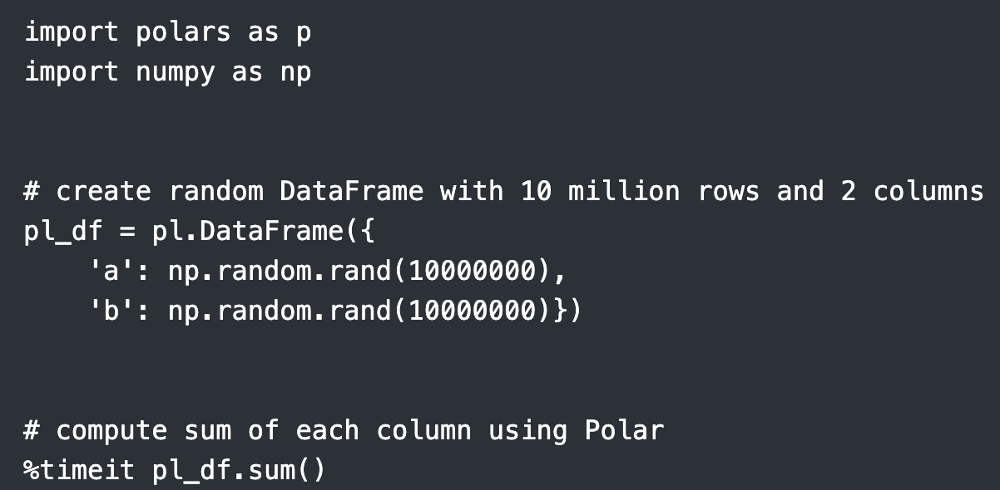 import polars as p
import numpy as np
# create random DataFrame with 10 million rows and 2 columns
pl_df = pl.DataFrame({
    'a': np.random.rand(10000000),
    'b': np.random.rand(10000000)})
# compute sum of each column using Polar
%timeit pl_df.sum()